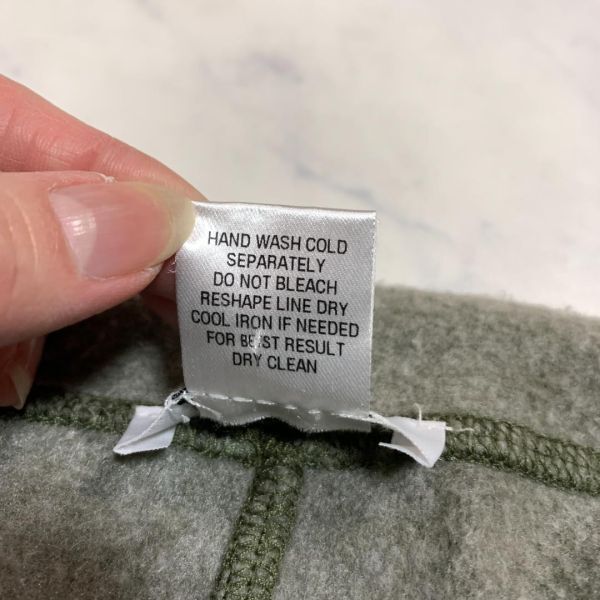 HAND WASH COLD
SEPARATELY
DO NOT BLEACH
RESHAPE LINE DRY
COOL IRON IF NEEDED
FOR BEST RESULT
DRY CLEAN